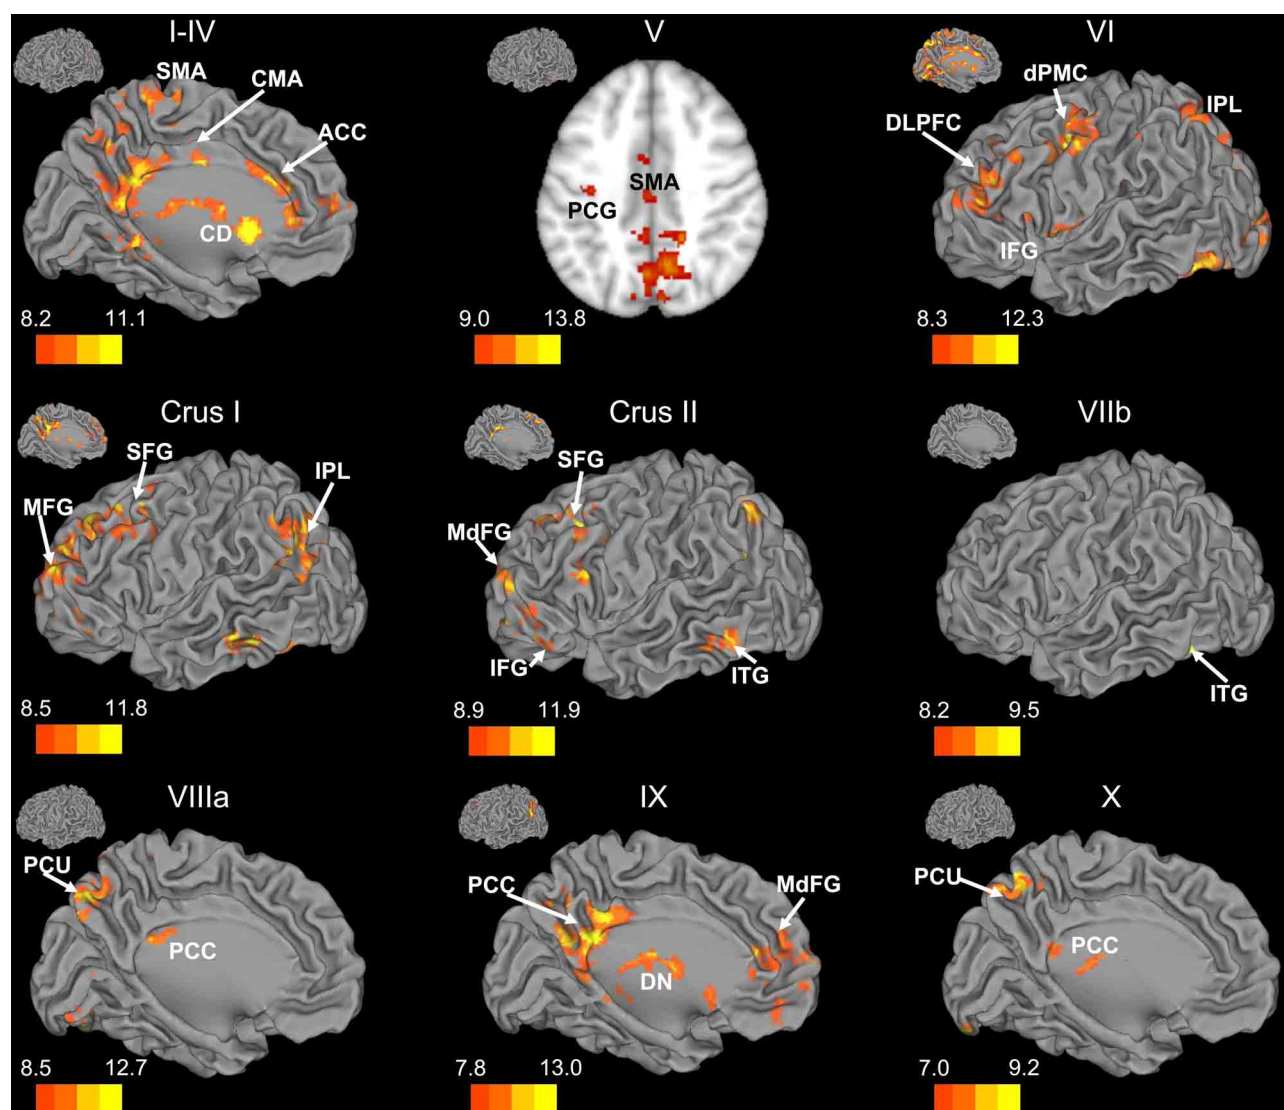 I-IV
SMA
CMA
ACC
CD
8.2 11.1
V
SMA
PCG
9.0 13.8
VI
dPMC
IPL
DLPFC
IFG
8.3 12.3
Crus I
SFG
IPL
MFG
8.5 11.8
Crus II
SFG
MdFG
IFG
ITG
8.9 11.9
VIIb
ITG
8.2 9.5
VIIIa
PCU
PCC
8.5 12.7
IX
PCC
MdFG
DN
7.8 13.0
X
PCU
PCC
7.0 9.2